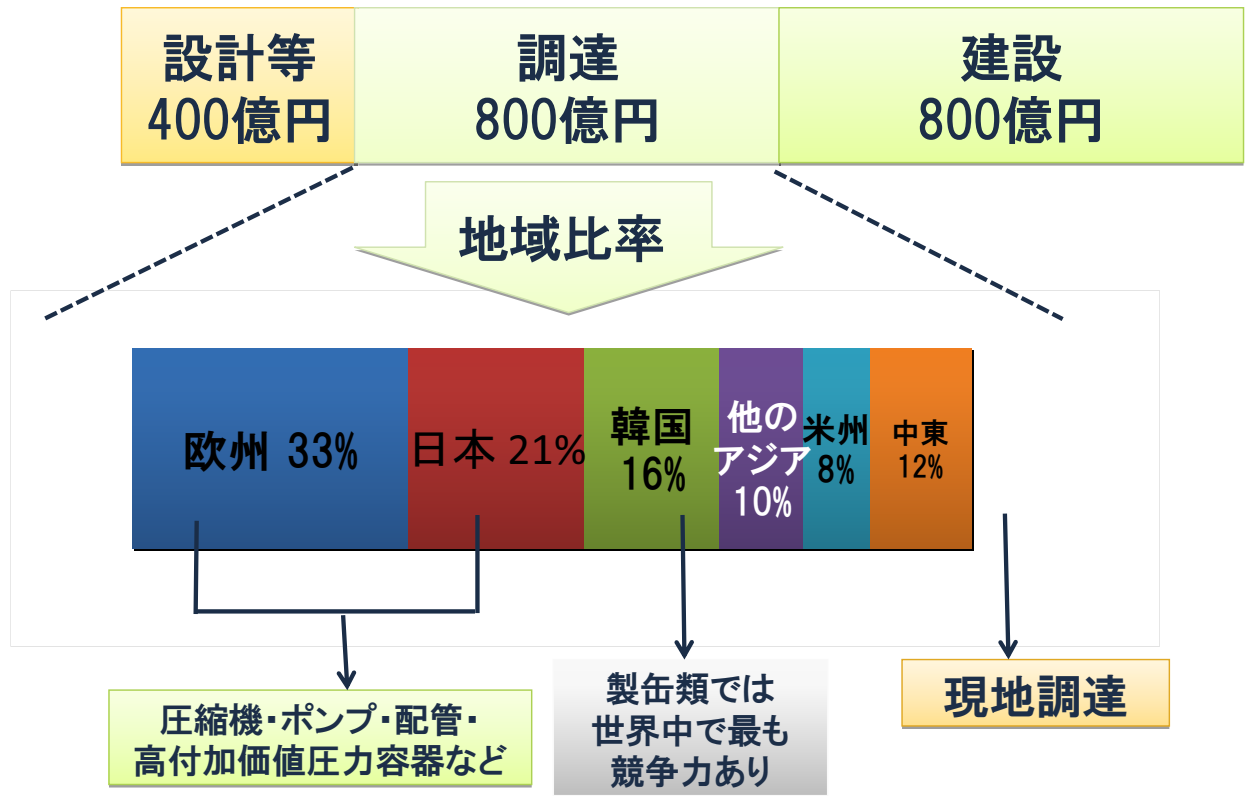 設計等
400億円
調達
800億円
建設
800億円
地域比率
欧州 33%
日本 21%
韓国
16%
他の
アジア
10%
米州
8%
中東
12%
圧縮機・ポンプ・配管・
高付加価値圧力容器など
製缶類では
世界中で最も
競争力あり
現地調達